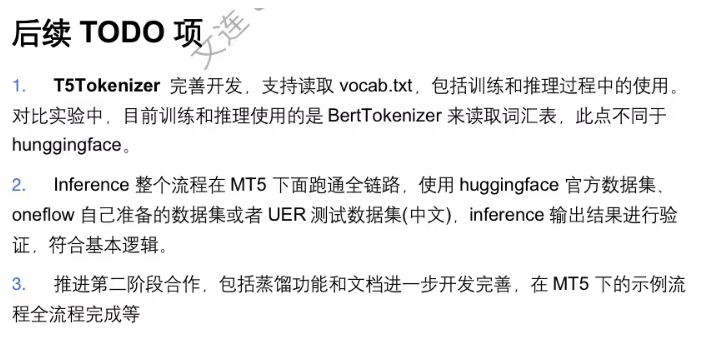 后续 TODO 项
文连
1. T5Tokenizer 完善开发，支持读取 vocab.txt，包括训练和推理过程中的使用。
对比实验中，目前训练和推理使用的是 BertTokenizer 来读取词汇表，此点不同于
hunggingface。
2. Inference 整个流程在 MT5 下面跑通全链路，使用 huggingface 官方数据集、
oneflow 自己准备的数据集或者 UER 测试数据集(中文)，inference 输出结果进行验
证，符合基本逻辑。
3. 推进第二阶段合作，包括蒸馏功能和文档进一步开发完善，在 MT5 下的示例流
程全流程完成等